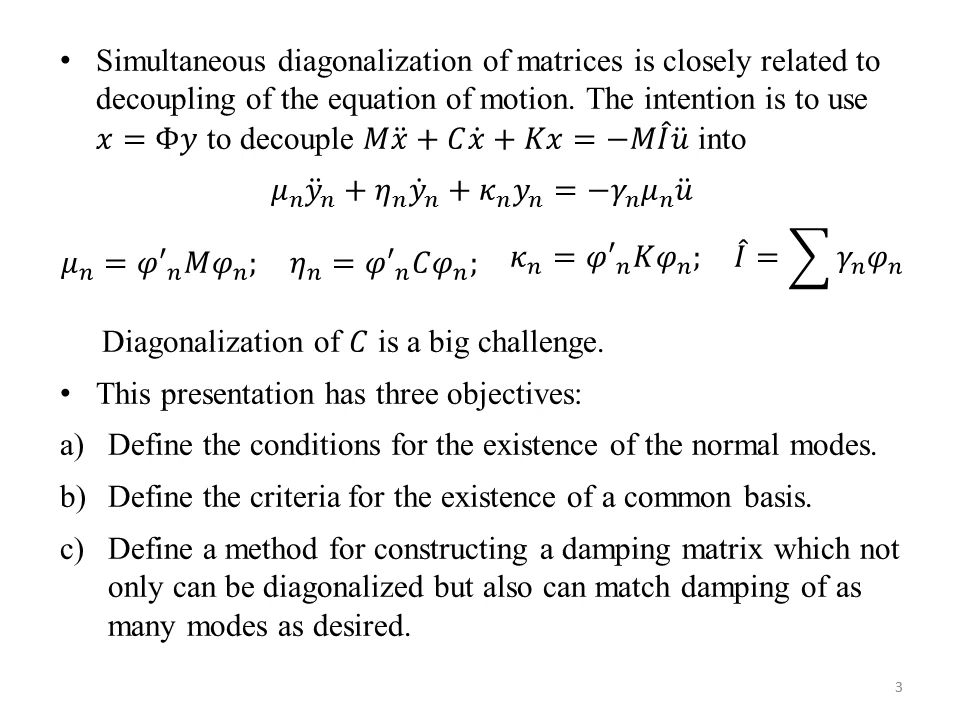 • Simultaneous diagonalization of matrices is closely related to
decoupling of the equation of motion. The intention is to use
𝑥 = Φ𝑦 to decouple 𝑀𝑥̈ + 𝐶𝑥̇ + 𝐾𝑥 = −𝑀𝐼̂𝑢̈ into
𝜇ₙ𝑦̈ₙ + 𝜂ₙ𝑦̇ₙ + 𝜅ₙ𝑦ₙ = −𝛾ₙ𝜇ₙ𝑢̈
𝜇ₙ = 𝜑′ₙ𝑀𝜑ₙ; 𝜂ₙ = 𝜑′ₙ𝐶𝜑ₙ; 𝜅ₙ = 𝜑′ₙ𝐾𝜑ₙ; 𝐼̂ = ∑ 𝛾ₙ𝜑ₙ
Diagonalization of 𝐶 is a big challenge.
• This presentation has three objectives:
a) Define the conditions for the existence of the normal modes.
b) Define the criteria for the existence of a common basis.
c) Define a method for constructing a damping matrix which not
only can be diagonalized but also can match damping of as
many modes as desired.
3